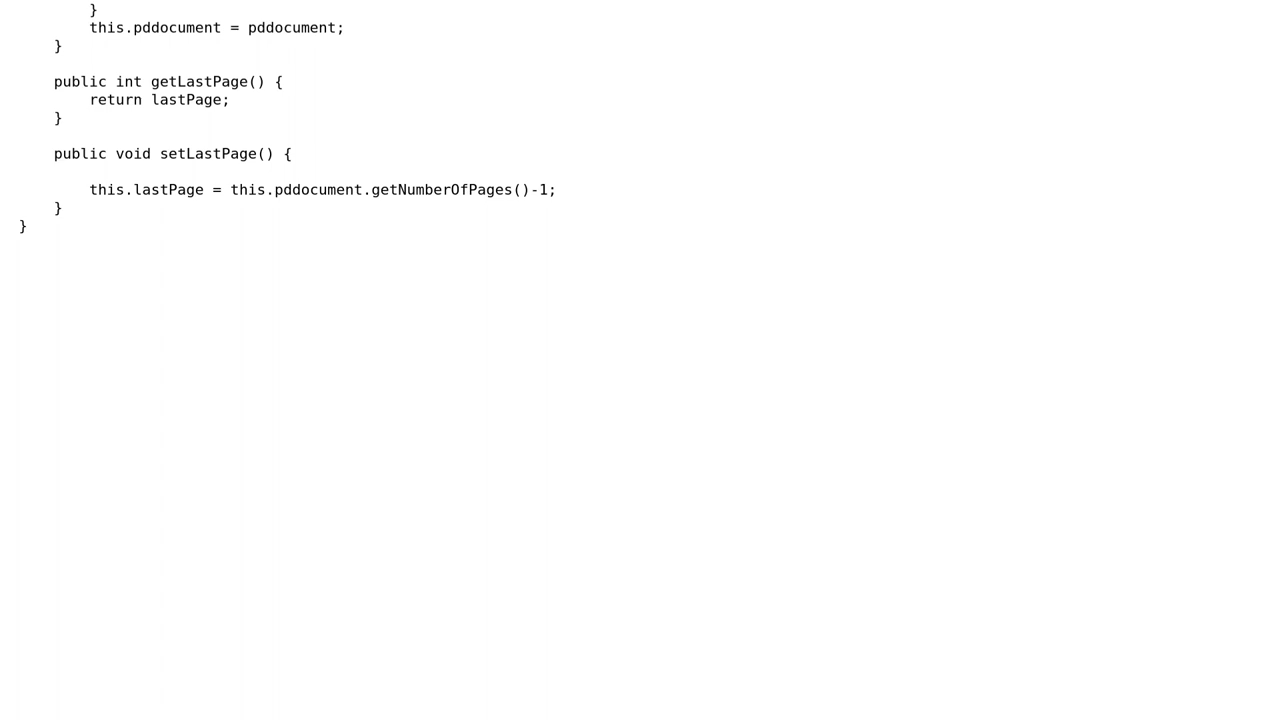 }
        this.pddocument = pddocument;
    }

    public int getLastPage() {
        return lastPage;
    }

    public void setLastPage() {

        this.lastPage = this.pddocument.getNumberOfPages()-1;
    }
}